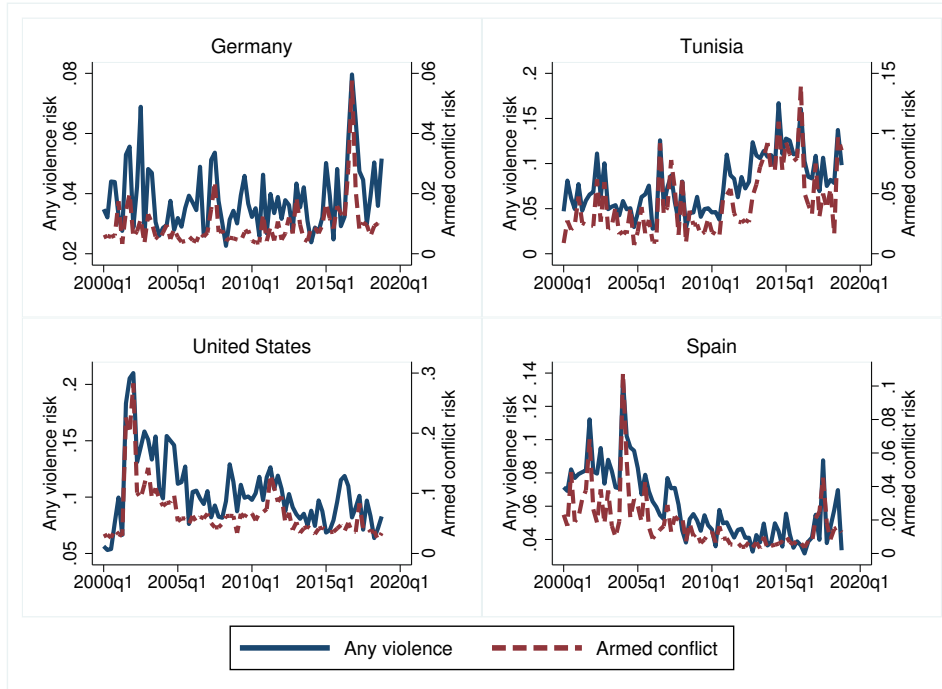 Germany
Any violence risk
.02 .04 .06 .08
0 .02 .04 .06
Armed conflict risk
2000q1 2005q1 2010q1 2015q1 2020q1
Tunisia
Any violence risk
0 .05 .1 .15 .2
0 .05 .1 .15
Armed conflict risk
2000q1 2005q1 2010q1 2015q1 2020q1
United States
Any violence risk
.05 .1 .15 .2
0 .1 .2 .3
Armed conflict risk
2000q1 2005q1 2010q1 2015q1 2020q1
Spain
Any violence risk
.04 .06 .08 .1 .12 .14
0 .02 .04 .06 .08 .1
Armed conflict risk
2000q1 2005q1 2010q1 2015q1 2020q1
Any violence Armed conflict